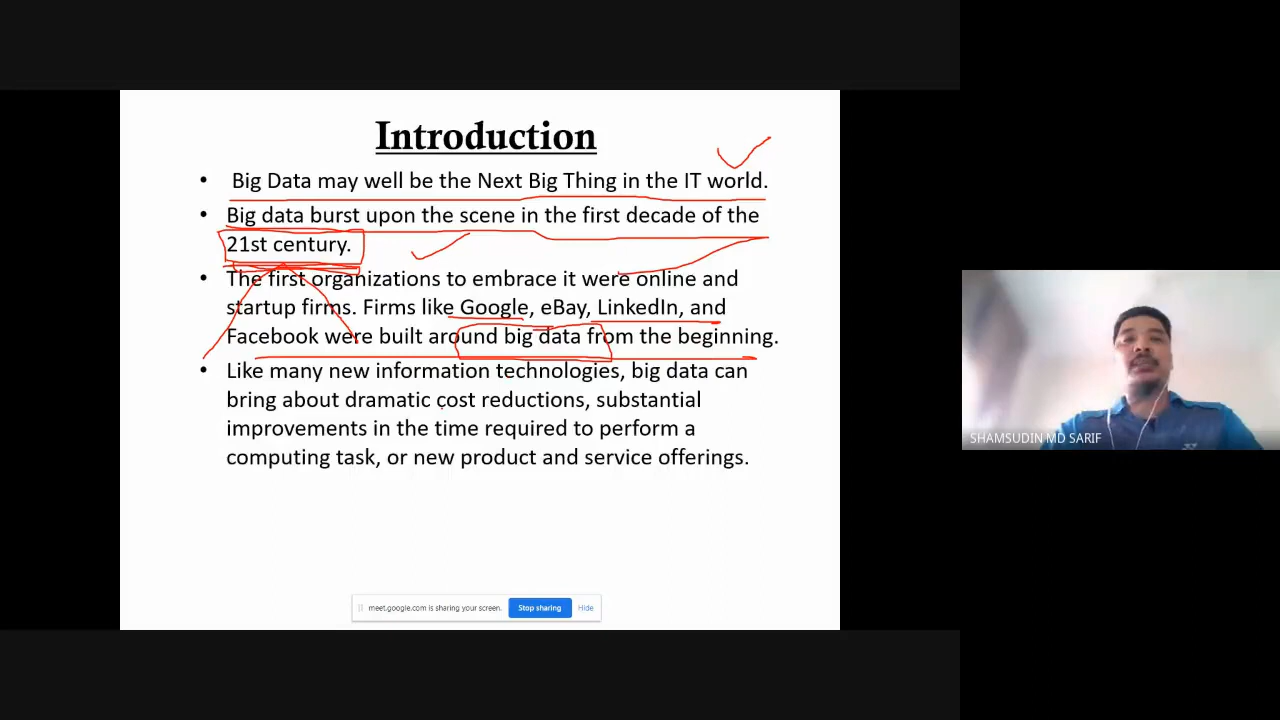 Introduction
• Big Data may well be the Next Big Thing in the IT world.
• Big data burst upon the scene in the first decade of the
21st century.
• The first organizations to embrace it were online and
startup firms. Firms like Google, eBay, LinkedIn, and
Facebook were built around big data from the beginning.
• Like many new information technologies, big data can
bring about dramatic cost reductions, substantial
improvements in the time required to perform a
computing task, or new product and service offerings.
meet.google.com is sharing your screen. Stop sharing Hide
SHAMSUDIN MD SARIF